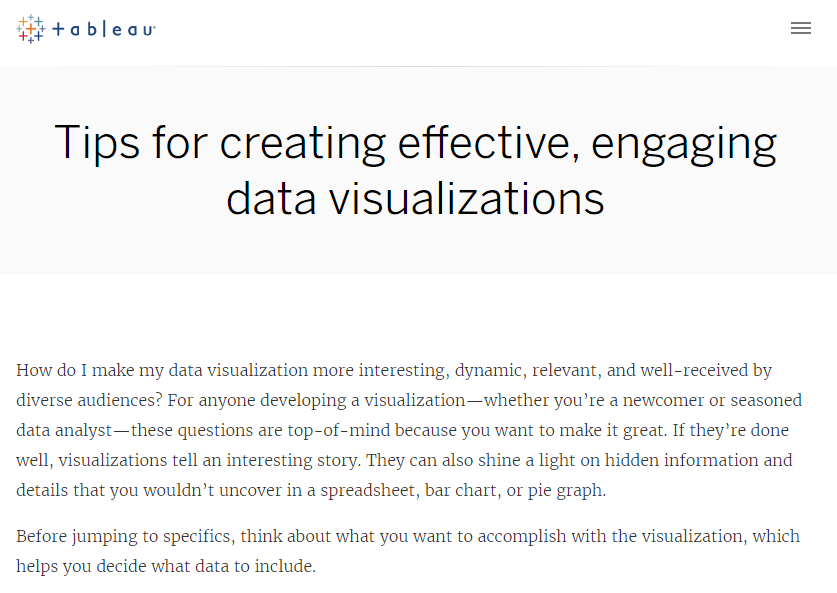 tableau
Tips for creating effective, engaging
data visualizations
How do I make my data visualization more interesting, dynamic, relevant, and well-received by
diverse audiences? For anyone developing a visualization—whether you’re a newcomer or seasoned
data analyst—these questions are top-of-mind because you want to make it great. If they’re done
well, visualizations tell an interesting story. They can also shine a light on hidden information and
details that you wouldn’t uncover in a spreadsheet, bar chart, or pie graph.
Before jumping to specifics, think about what you want to accomplish with the visualization, which
helps you decide what data to include.